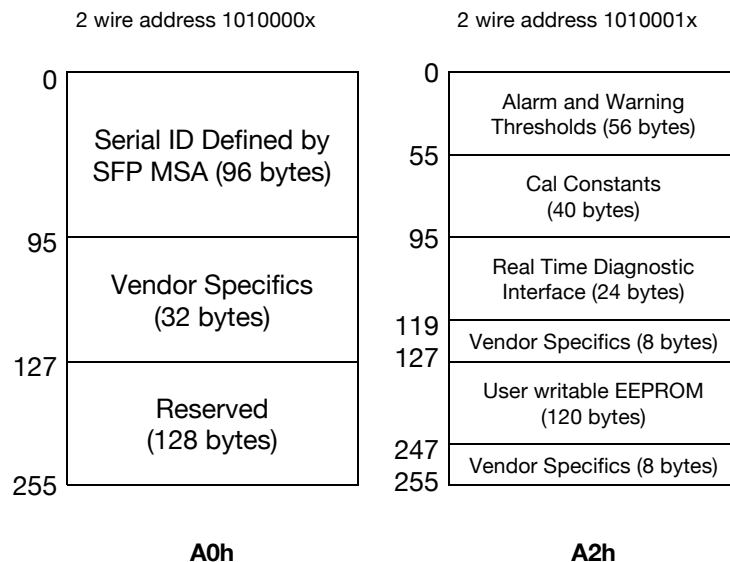 2 wire address 1010000x
0
Serial ID Defined by
SFP MSA (96 bytes)
95
Vendor Specifics
(32 bytes)
127
Reserved
(128 bytes)
255
A0h
2 wire address 1010001x
0
Alarm and Warning
Thresholds (56 bytes)
55
Cal Constants
(40 bytes)
95
Real Time Diagnostic
Interface (24 bytes)
119
Vendor Specifics (8 bytes)
127
User writable EEPROM
(120 bytes)
247
Vendor Specifics (8 bytes)
255
A2h